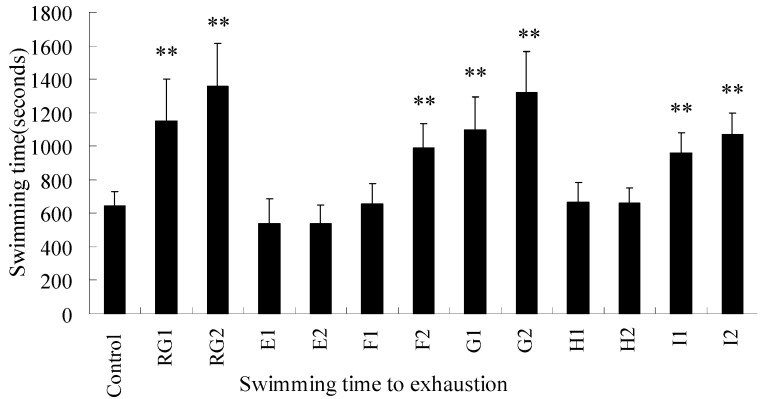 1800
1600
1400
1200
1000
800
600
400
200
0
Swimming time(seconds)
**
**
**
**
**
**
**
Control
RG1
RG2
E1
E2
F1
F2
G1
G2
H1
H2
I1
I2
Swimming time to exhaustion